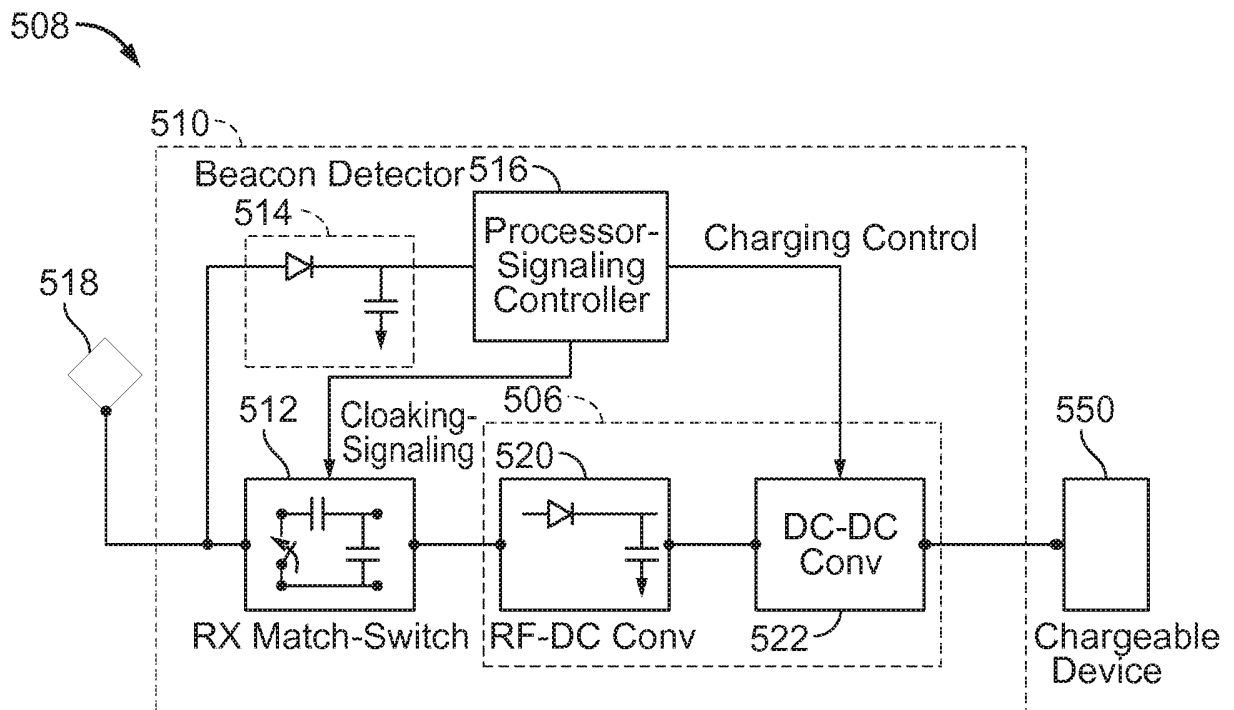 508
510
Beacon Detector
516
514
Processor-
Signaling
Controller
Charging Control
518
512
Cloaking-
Signaling
506
520
550
DC-DC
Conv
RX Match-Switch
RF-DC Conv
522
Chargeable
Device